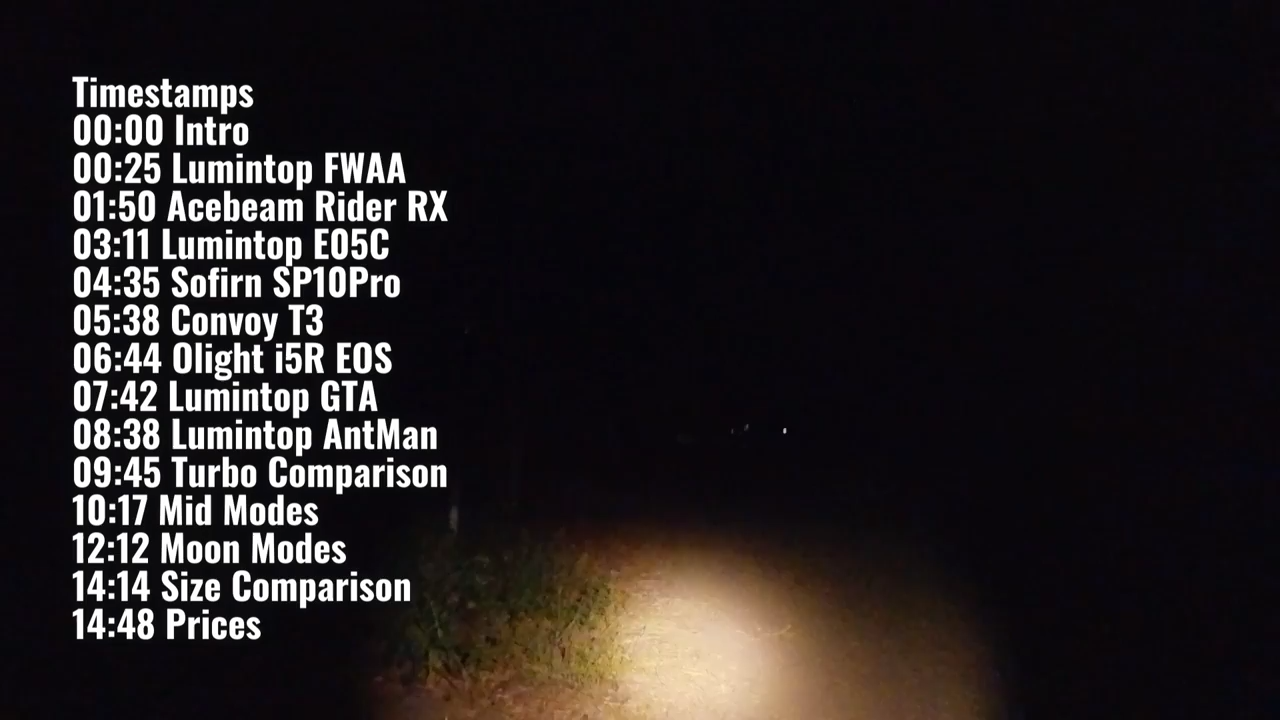 Timestamps
00:00 Intro
00:25 Lumintop FWAA
01:50 Acebeam Rider RX
03:11 Lumintop E05C
04:35 Sofirn SP10Pro
05:38 Convoy T3
06:44 Olight i5R EOS
07:42 Lumintop GTA
08:38 Lumintop AntMan
09:45 Turbo Comparison
10:17 Mid Modes
12:12 Moon Modes
14:14 Size Comparison
14:48 Prices